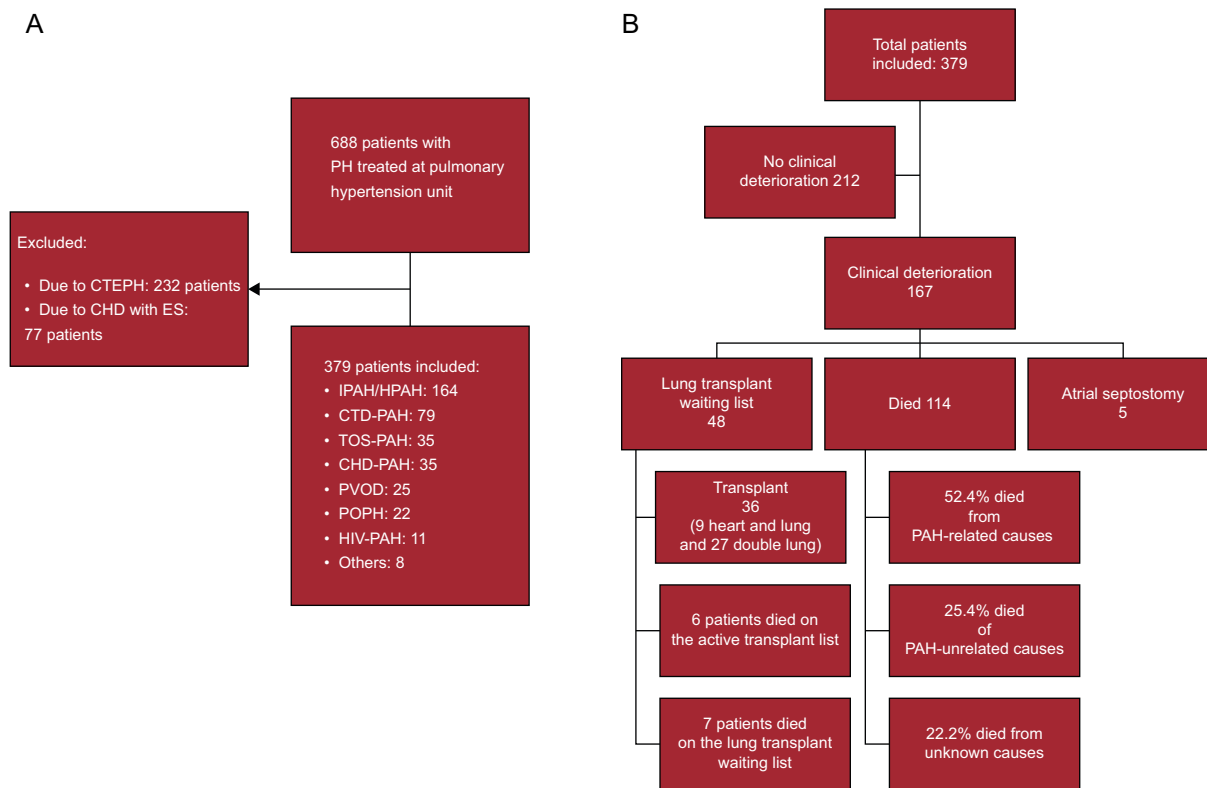 A
688 patients with
PH treated at pulmonary
hypertension unit
Excluded:
• Due to CTEPH: 232 patients
• Due to CHD with ES:
77 patients
379 patients included:
• IPAH/HPAH: 164
• CTD-PAH: 79
• TOS-PAH: 35
• CHD-PAH: 35
• PVOD: 25
• POPH: 22
• HIV-PAH: 11
• Others: 8
B
Total patients
included: 379
No clinical
deterioration 212
Clinical deterioration
167
Lung transplant
waiting list
48
Died 114
Atrial septostomy
5
Transplant
36
(9 heart and lung
and 27 double lung)
52.4% died
from
PAH-related causes
6 patients died on
the active transplant list
25.4% died
of
PAH-unrelated causes
7 patients died
on the lung transplant
waiting list
22.2% died from
unknown causes